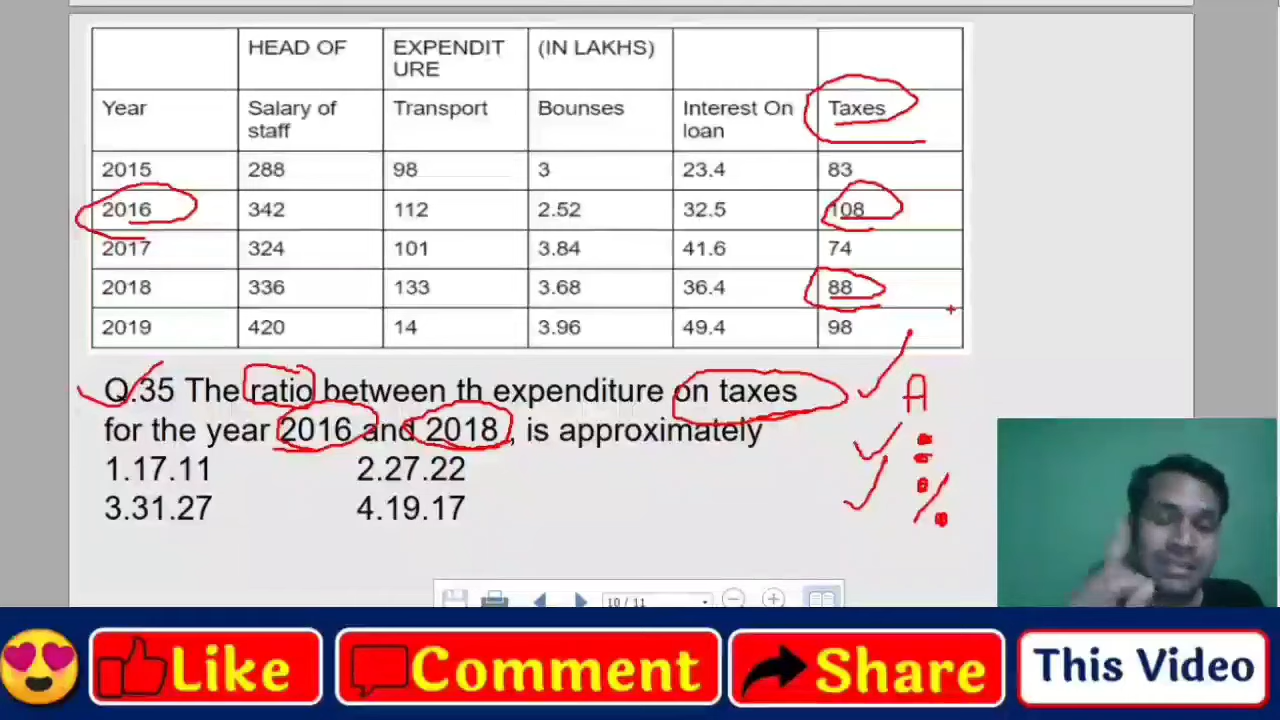 HEAD OF EXPENDIT (IN LAKHS)
URE
Year Salary of Transport Bounses Interest On Taxes
staff loan
2015 288 98 3 23.4 83
2016 342 112 2.52 32.5 108
2017 324 101 3.84 41.6 74
2018 336 133 3.68 36.4 88
2019 420 14 3.96 49.4 98
Q.35 The ratio between th expenditure on taxes
A
for the year 2016 and 2018 , is approximately
1.17.11 2.27.22
3.31.27 4.19.17
10 / 11
Like Comment Share This Video